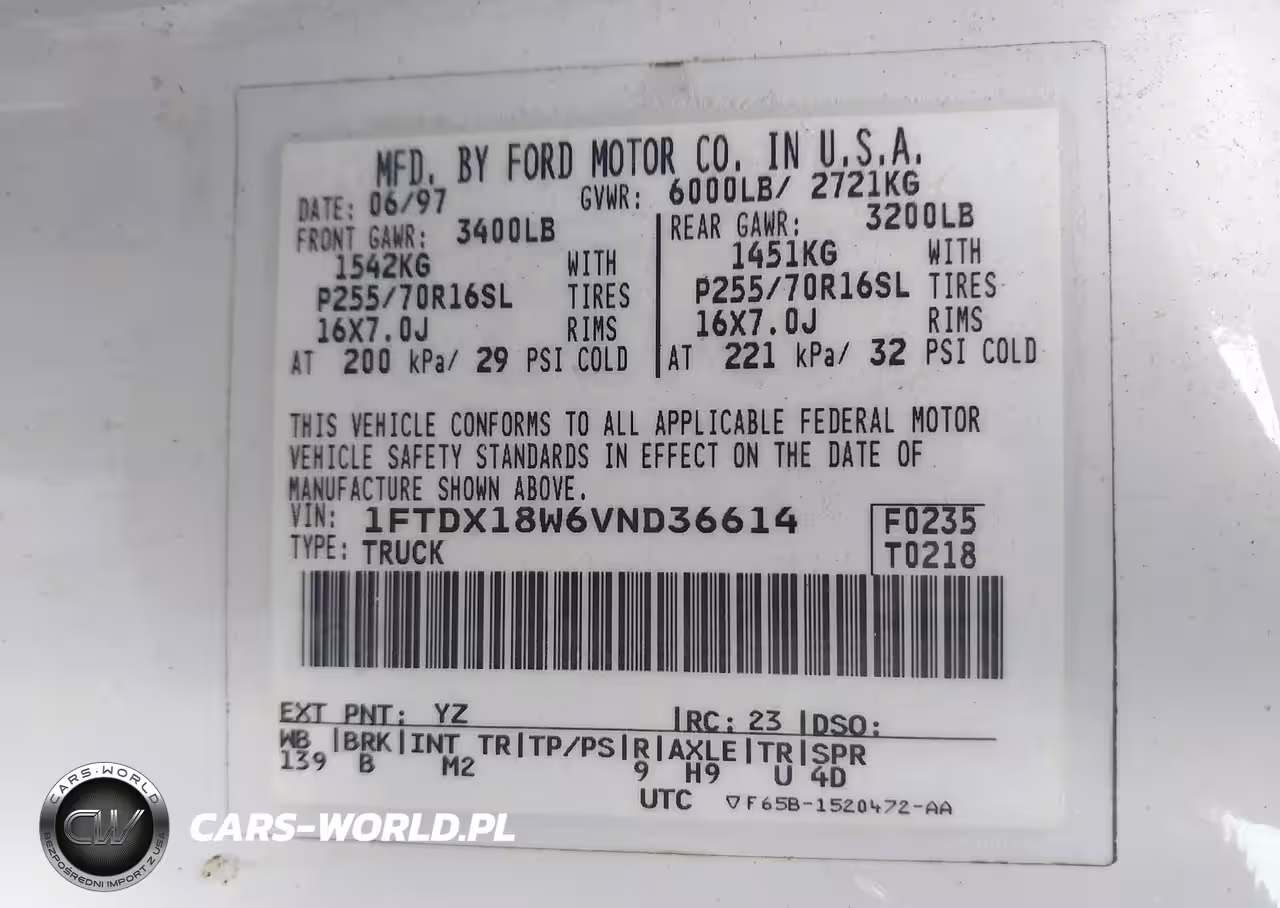 MFD. BY FORD MOTOR CO. IN U.S.A.
DATE: 06/97 GVWR: 6000LB/ 2721KG
FRONT GAWR: 3400LB REAR GAWR: 3200LB
1542KG WITH 1451KG WITH
P255/70R16SL TIRES P255/70R16SL TIRES
16X7.0J RIMS 16X7.0J RIMS
AT 200 kPa/ 29 PSI COLD AT 221 kPa/ 32 PSI COLD
THIS VEHICLE CONFORMS TO ALL APPLICABLE FEDERAL MOTOR
VEHICLE SAFETY STANDARDS IN EFFECT ON THE DATE OF
MANUFACTURE SHOWN ABOVE.
VIN: 1FTDX18W6VND36614 F0235
TYPE: TRUCK T0218
EXT PNT: YZ |RC: 23 |DSO:
WB |BRK|INT TR|TP/PS|R|AXLE|TR|SPR
139 B M2 9 H9 U 4D
UTC ▽F65B-1520472-AA
CARS-WORLD
CW
BEZPOŚREDNI IMPORT Z USA
CARS-WORLD.PL